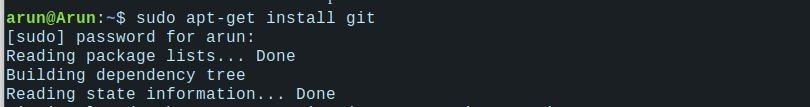 arun@Arun:~$ sudo apt-get install git
[sudo] password for arun:
Reading package lists... Done
Building dependency tree
Reading state information... Done